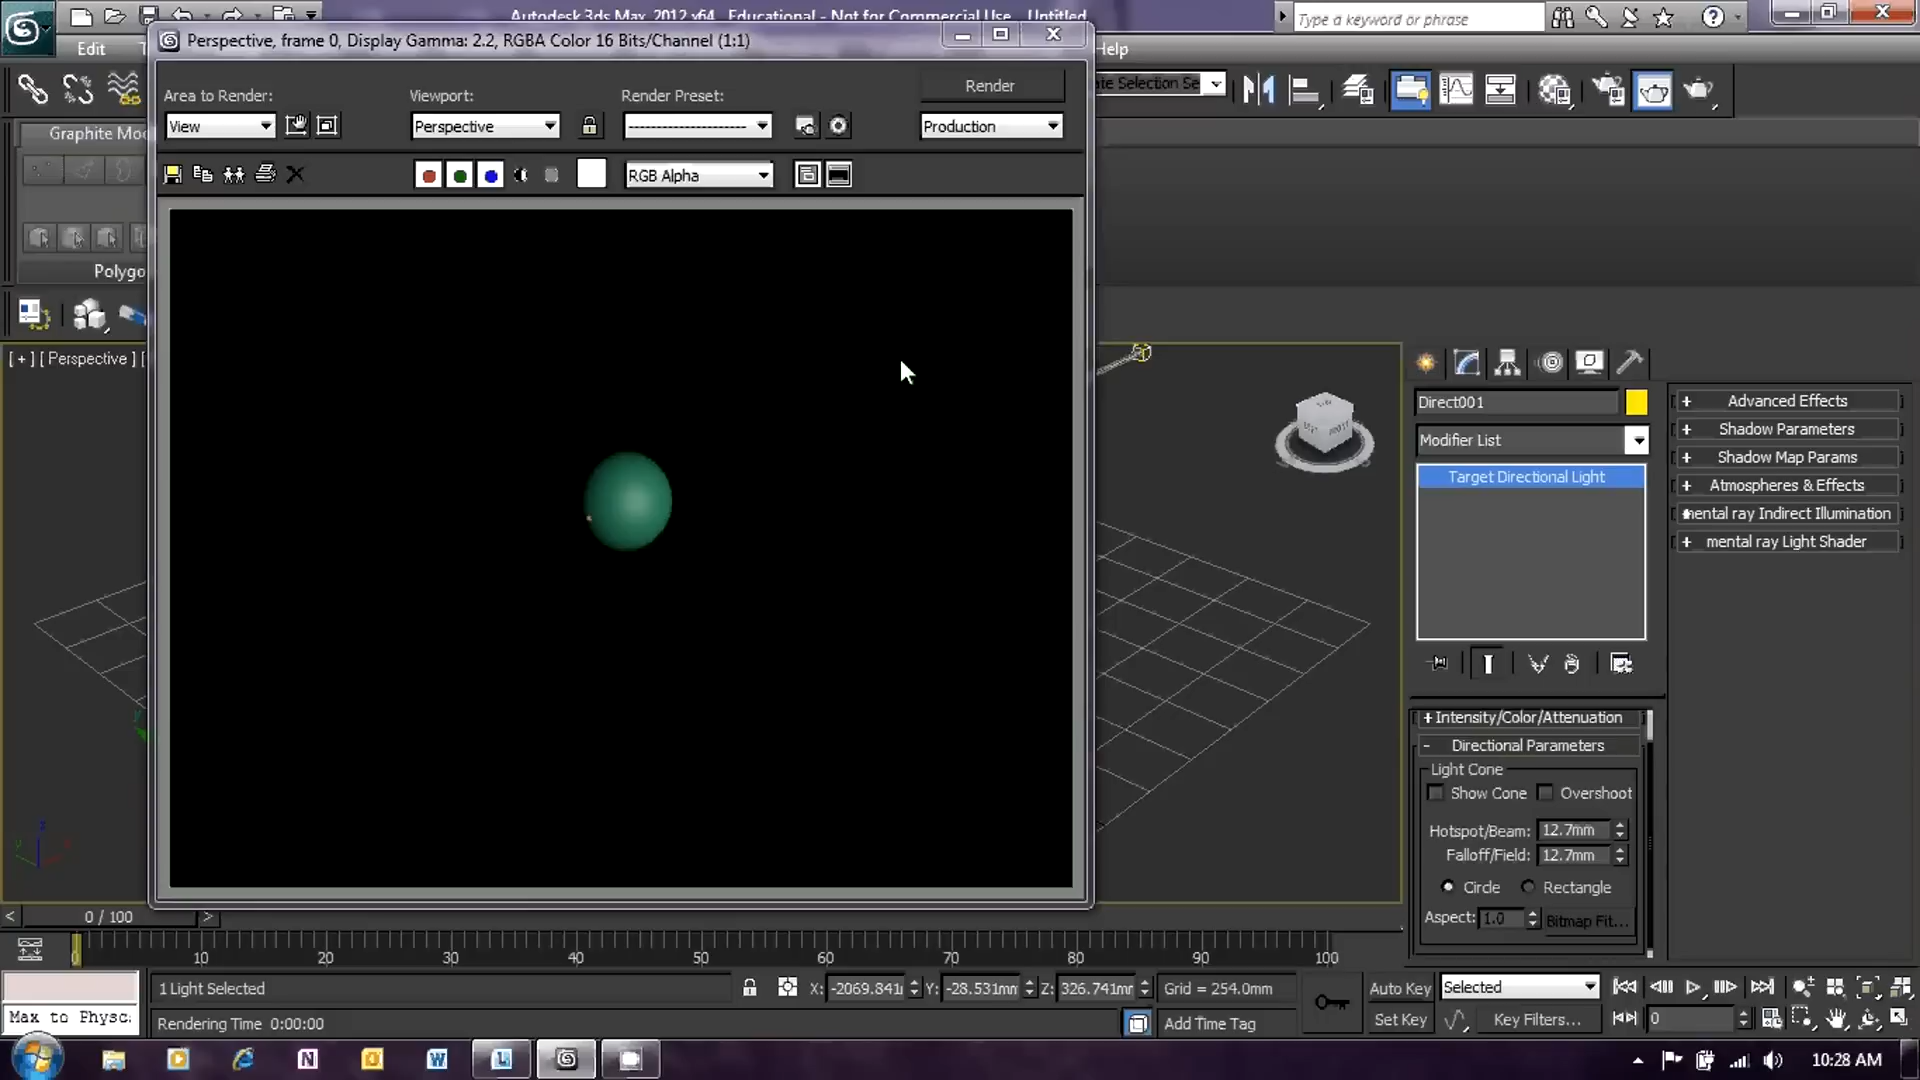 Autodesk 3ds Max 2012 x64 Educational - Not for Commercial Use Untitled
Type a keyword or phrase
Edit
Help
Perspective, frame 0, Display Gamma: 2.2, RGBA Color 16 Bits/Channel (1:1)
Area to Render:
Viewport:
Render Preset:
Render
View
Perspective
Production
RGB Alpha
ate Selection Se
Graphite Mo
Polygo
[ + ] [ Perspective ]
Direct001
Modifier List
Target Directional Light
Advanced Effects
Shadow Parameters
Shadow Map Params
Atmospheres & Effects
mental ray Indirect Illumination
mental ray Light Shader
+ Intensity/Color/Attenuation
- Directional Parameters
Light Cone
Show Cone Overshoot
Hotspot/Beam: 12.7mm
Falloff/Field: 12.7mm
Circle Rectangle
Aspect: 1.0 Bitmap Fit...
< 0 / 100 >
0 10 20 30 40 50 60 70 80 90 100
1 Light Selected
X: -2069.841 Y: -28.531mm Z: 326.741mm Grid = 254.0mm
Auto Key Selected
Max to Physc:
Rendering Time 0:00:00
Add Time Tag
Set Key Key Filters... 0
10:28 AM